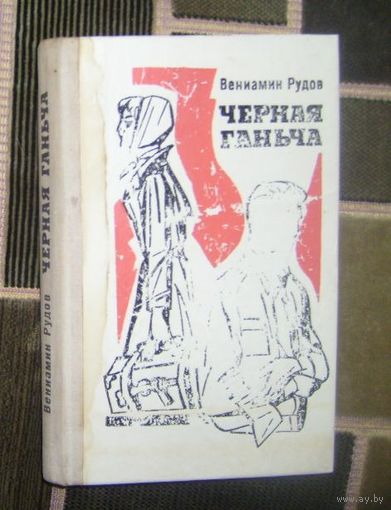 Вениамин Рудов
ЧЕРНАЯ
ГАНЬЧА
Вениамин Рудов ЧЕРНАЯ ГАНЬЧА
© www.ay.by